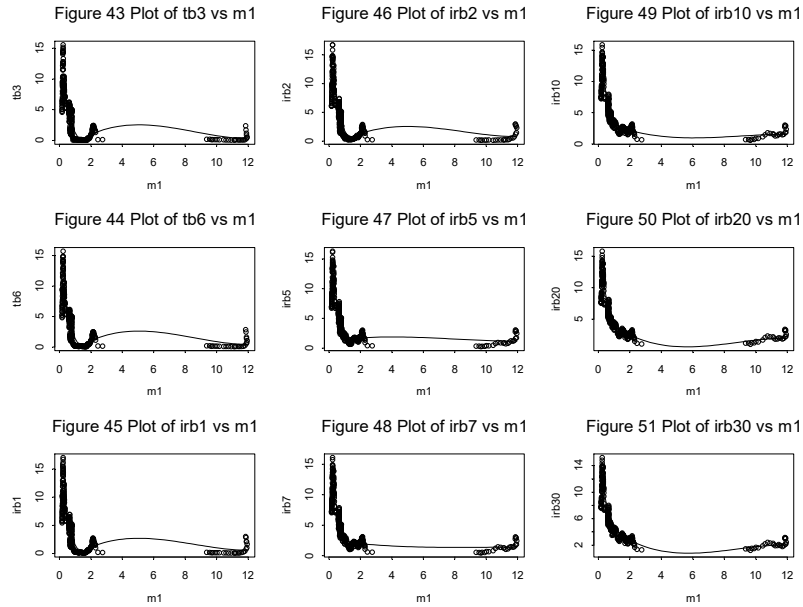 Figure 43 Plot of tb3 vs m1
tb3
15
10
5
0
0 2 4 6 8 10 12
m1
Figure 46 Plot of irb2 vs m1
irb2
15
10
5
0
0 2 4 6 8 10 12
m1
Figure 49 Plot of irb10 vs m1
irb10
15
10
5
0
0 2 4 6 8 10 12
m1
Figure 44 Plot of tb6 vs m1
tb6
15
10
5
0
0 2 4 6 8 10 12
m1
Figure 47 Plot of irb5 vs m1
irb5
15
10
5
0
0 2 4 6 8 10 12
m1
Figure 50 Plot of irb20 vs m1
irb20
15
10
5
0 2 4 6 8 10 12
m1
Figure 45 Plot of irb1 vs m1
irb1
15
10
5
0
0 2 4 6 8 10 12
m1
Figure 48 Plot of irb7 vs m1
irb7
15
10
5
0
0 2 4 6 8 10 12
m1
Figure 51 Plot of irb30 vs m1
irb30
14
10
6
2
0 2 4 6 8 10 12
m1